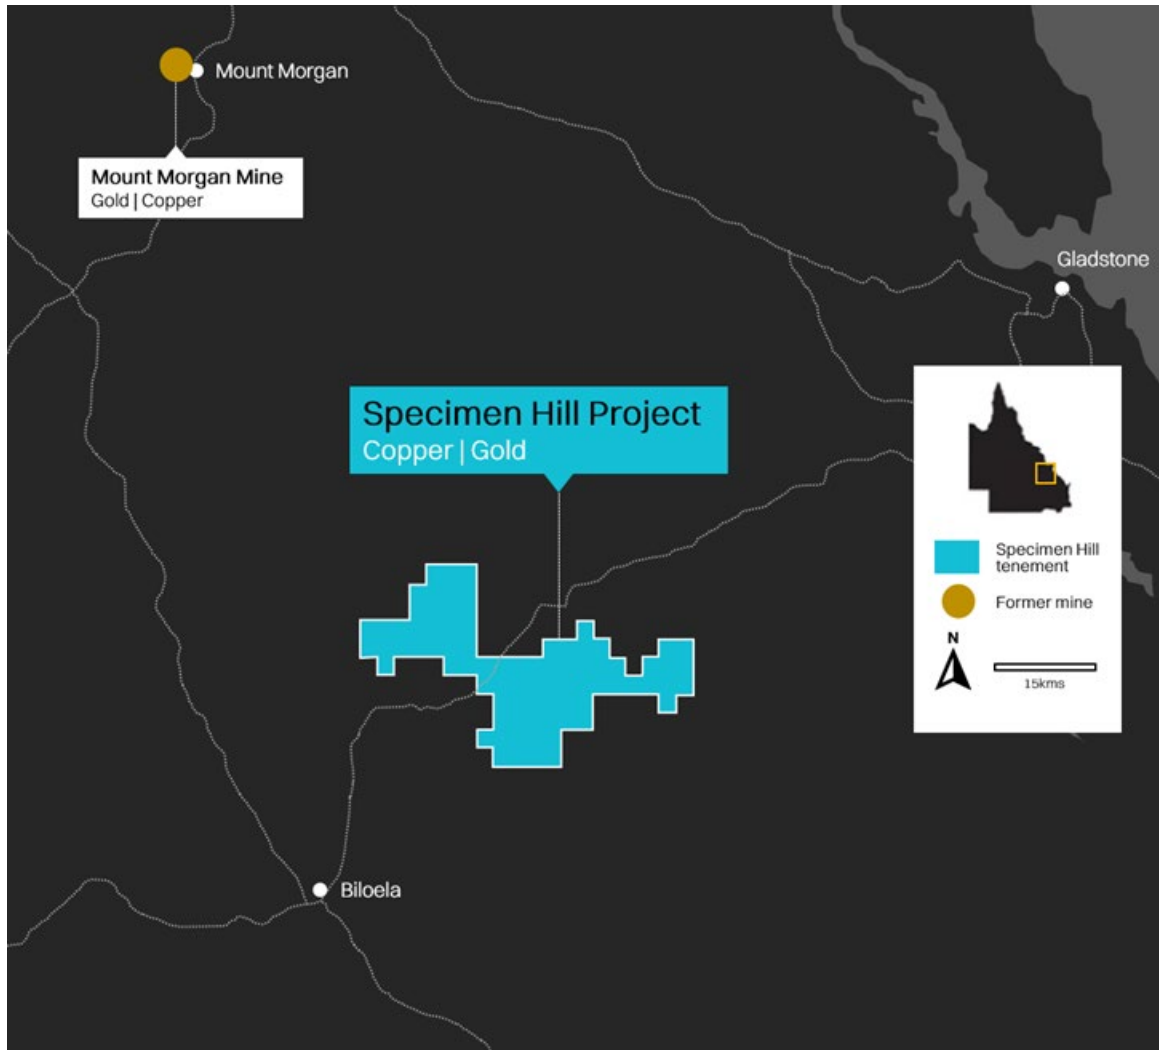 Mount Morgan
Mount Morgan Mine
Gold | Copper
Gladstone
Specimen Hill Project
Copper | Gold
Specimen Hill
tenement
Former mine
N
15kms
Biloela